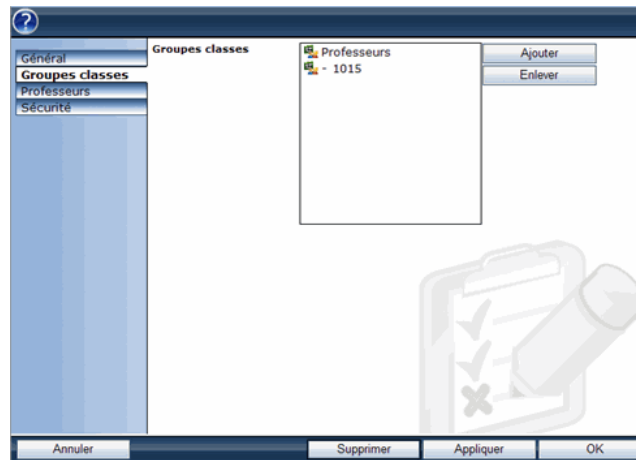 ?
Général
Groupes classes
Professeurs
Sécurité
Groupes classes
Professeurs
- 1015
Ajouter
Enlever
Annuler
Supprimer
Appliquer
OK